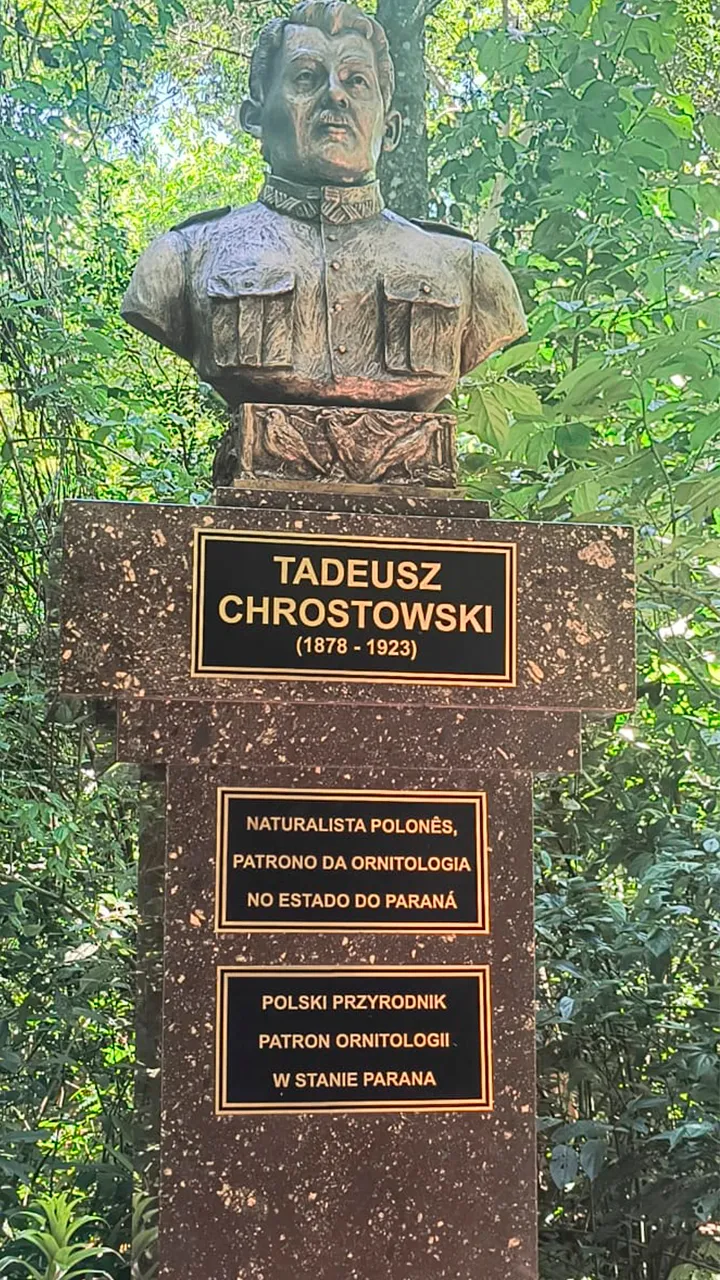 TADEUSZ
CHROSTOWSKI
(1878 - 1923)
NATURALISTA POLONÊS,
PATRONO DA ORNITOLOGIA
NO ESTADO DO PARANÁ
POLSKI PRZYRODNIK
PATRON ORNITOLOGII
W STANIE PARANA